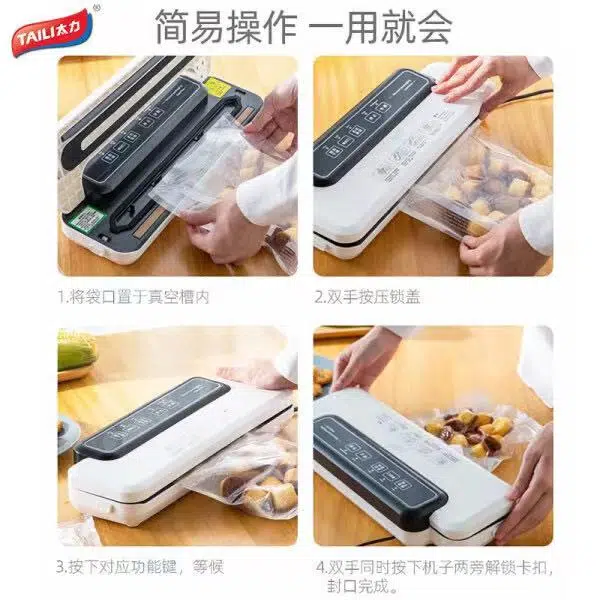 TAILI太力
简易操作 一用就会
1.将袋口置于真空槽内
2.双手按压锁盖
3.按下对应功能键，等候
4.双手同时按下机子两旁解锁卡扣，
封口完成。